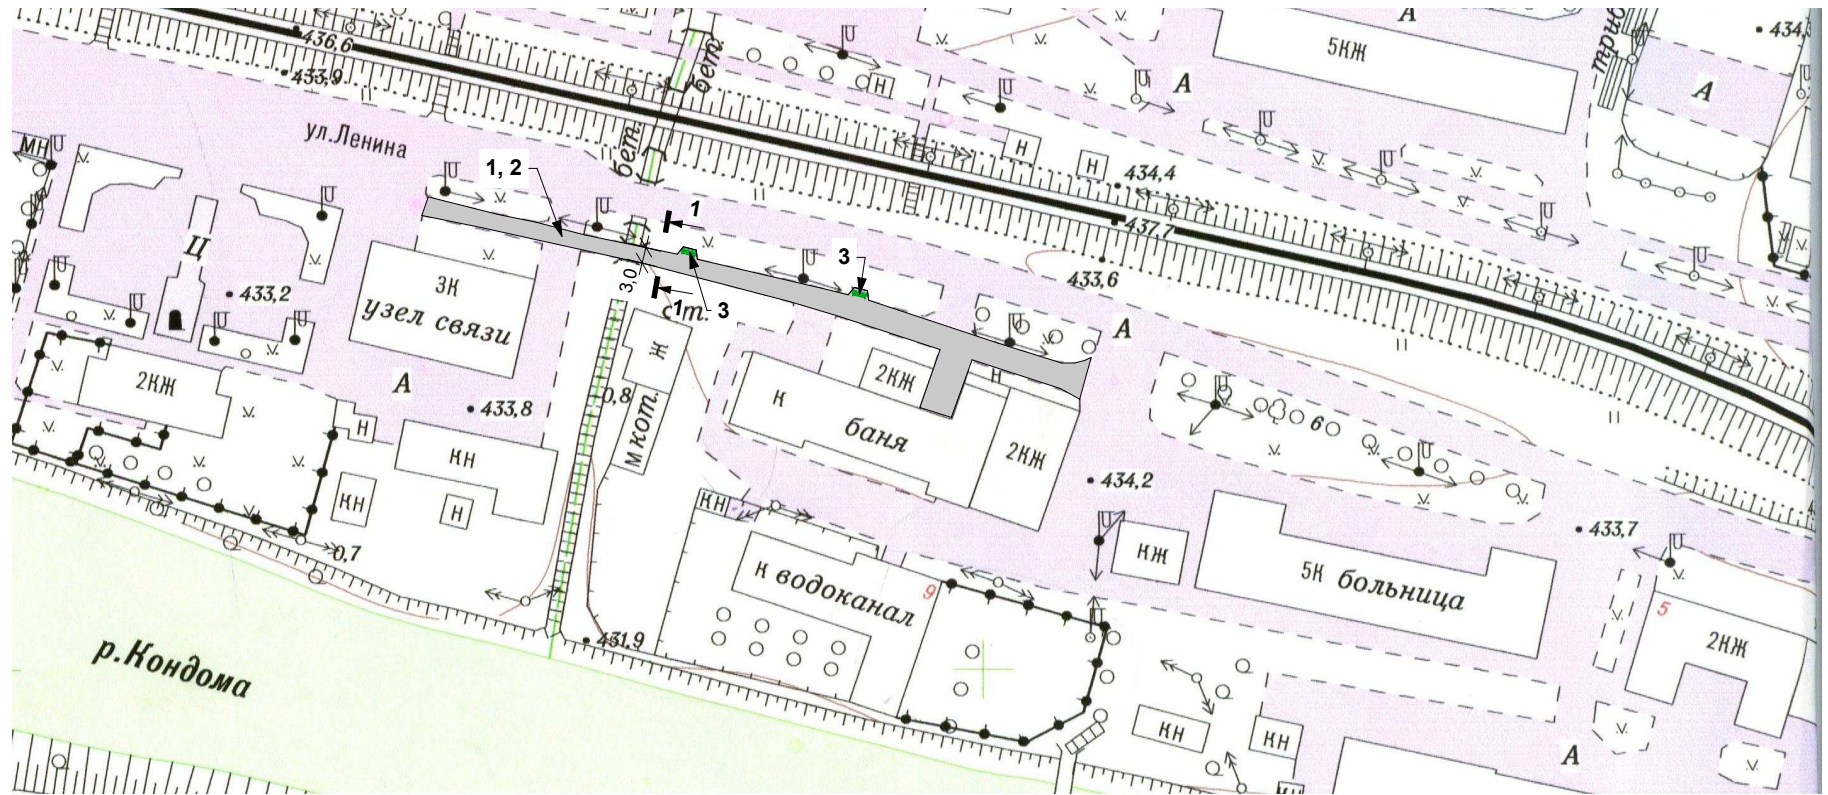 436,6
433,9
ул.Ленина
бет.
бет.
5КЖ
А
А
А
триб
434,
Н
Н
Н
434,4
437,7
433,6
МН
1, 2
1
3
Ц
433,2
3К
узел связи
3,0
1
3
ст.
А
2КЖ
А
433,8
Н
КН
КН
Н
0,8
Ж
М кот.
2КЖ
К
баня
Н
2КЖ
6
434,2
433,7
КН
КЖ
5К больница
0,7
К водоканал
9
5
2КЖ
431,9
р.Кондома
КН
КН
А
КН